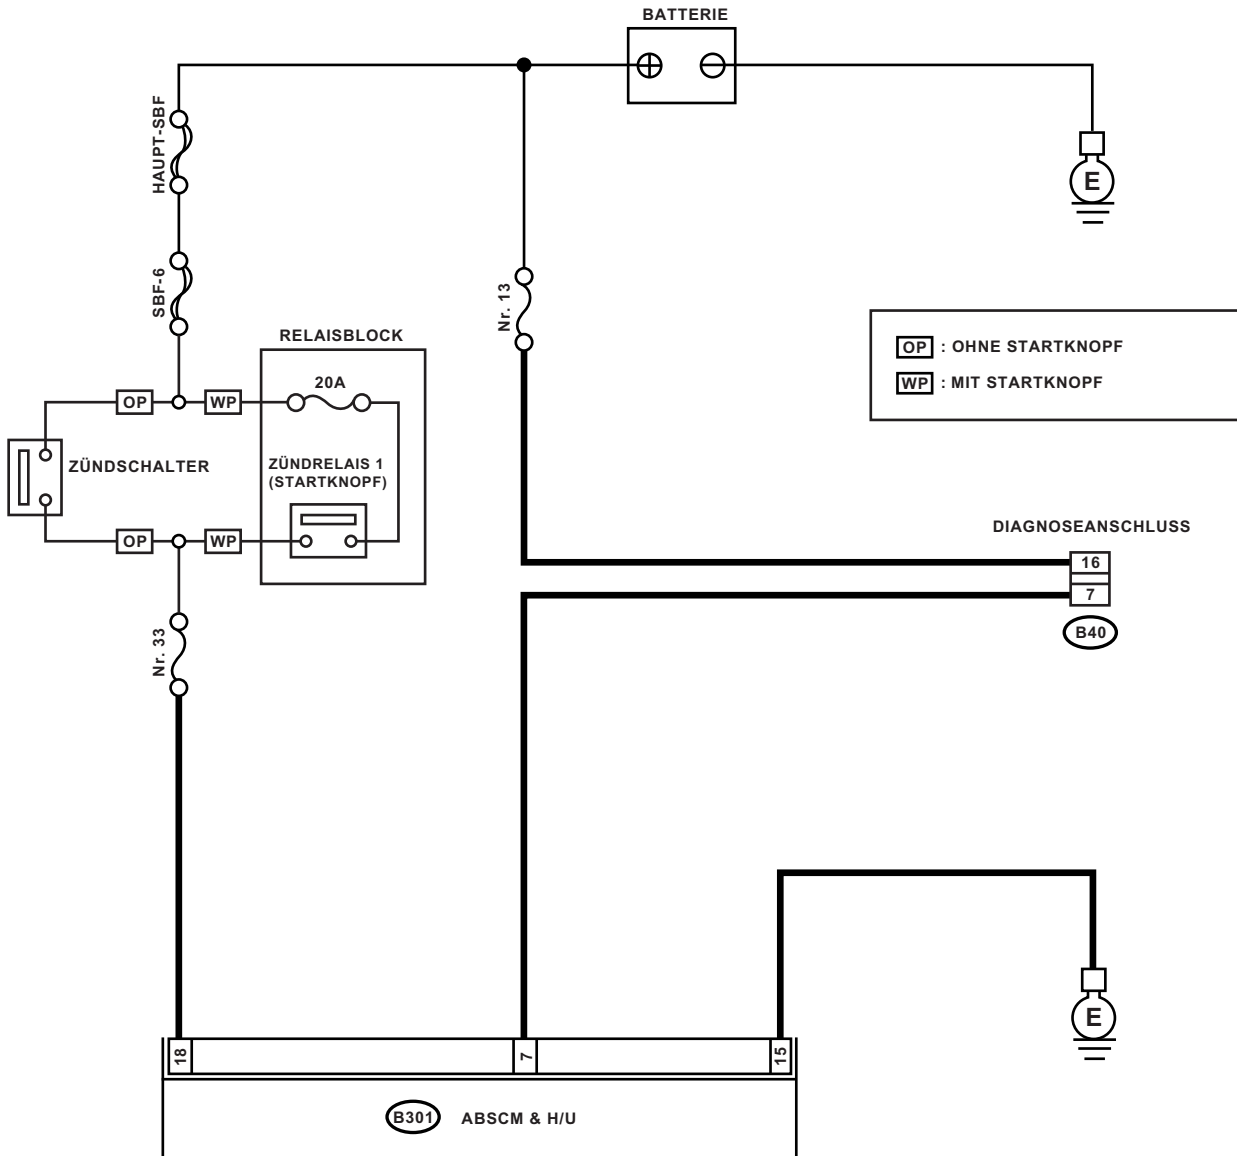 BATTERIE
HAUPT-SBF
E
SBF-6
Nr. 13
RELAISBLOCK
OP : OHNE STARTKNOPF
WP : MIT STARTKNOPF
20A
OP
WP
ZÜNDSCHALTER
ZÜNDRELAIS 1
(STARTKNOPF)
OP
WP
DIAGNOSEANSCHLUSS
16
7
B40
Nr. 33
E
18
7
15
B301 ABSCM & H/U